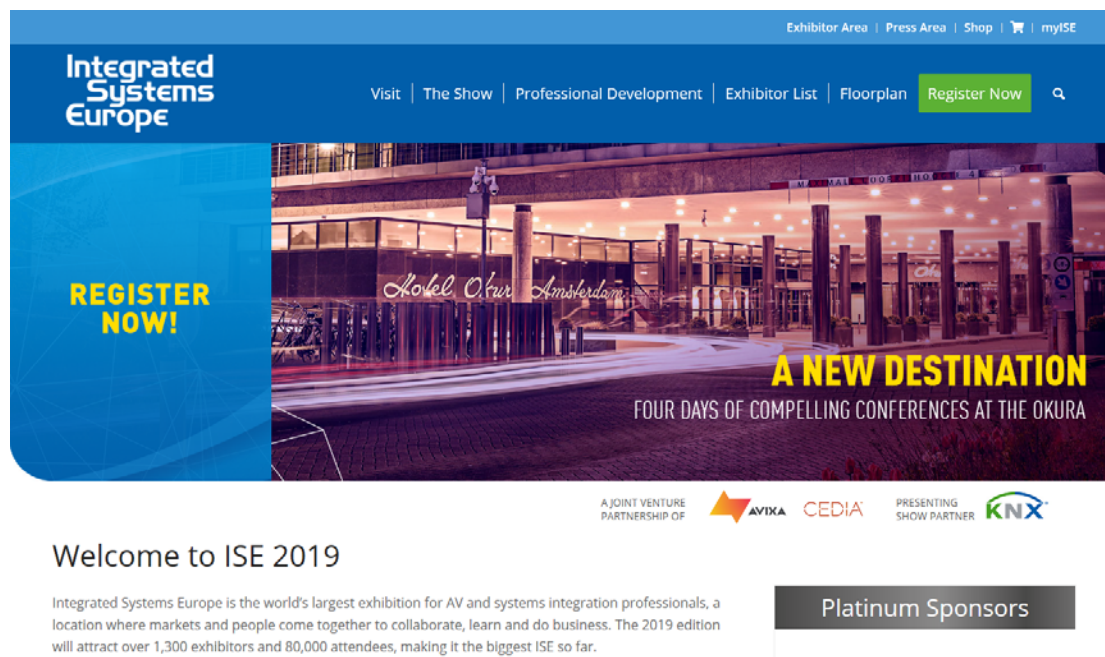 Exhibitor Area | Press Area | Shop | | myISE
Integrated
Systems
Europe
Visit | The Show | Professional Development | Exhibitor List | Floorplan
Register Now
REGISTER
NOW!
Hotel Okura Amsterdam
A NEW DESTINATION
FOUR DAYS OF COMPELLING CONFERENCES AT THE OKURA
A JOINT VENTURE
PARTNERSHIP OF
AVIXA
CEDIA
PRESENTING
SHOW PARTNER
KNX
Welcome to ISE 2019
Integrated Systems Europe is the world's largest exhibition for AV and systems integration professionals, a
location where markets and people come together to collaborate, learn and do business. The 2019 edition
will attract over 1,300 exhibitors and 80,000 attendees, making it the biggest ISE so far.
Platinum Sponsors